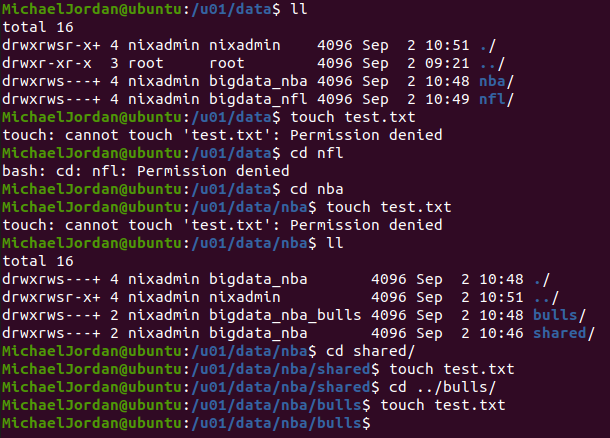 MichaelJordan@ubuntu:/u01/data$ ll
total 16
drwxrwsr-x+ 4 nixadmin nixadmin    4096 Sep  2 10:51 ./
drwxr-xr-x  3 root     root        4096 Sep  2 09:21 ../
drwxrws---+ 4 nixadmin bigdata_nba 4096 Sep  2 10:48 nba/
drwxrws---+ 4 nixadmin bigdata_nfl 4096 Sep  2 10:49 nfl/
MichaelJordan@ubuntu:/u01/data$ touch test.txt
touch: cannot touch 'test.txt': Permission denied
MichaelJordan@ubuntu:/u01/data$ cd nfl
bash: cd: nfl: Permission denied
MichaelJordan@ubuntu:/u01/data$ cd nba
MichaelJordan@ubuntu:/u01/data/nba$ touch test.txt
touch: cannot touch 'test.txt': Permission denied
MichaelJordan@ubuntu:/u01/data/nba$ ll
total 16
drwxrws---+ 4 nixadmin bigdata_nba       4096 Sep  2 10:48 ./
drwxrwsr-x+ 4 nixadmin nixadmin          4096 Sep  2 10:51 ../
drwxrws---+ 2 nixadmin bigdata_nba_bulls 4096 Sep  2 10:48 bulls/
drwxrws---+ 2 nixadmin bigdata_nba       4096 Sep  2 10:46 shared/
MichaelJordan@ubuntu:/u01/data/nba$ cd shared/
MichaelJordan@ubuntu:/u01/data/nba/shared$ touch test.txt
MichaelJordan@ubuntu:/u01/data/nba/shared$ cd ../bulls/
MichaelJordan@ubuntu:/u01/data/nba/bulls$ touch test.txt
MichaelJordan@ubuntu:/u01/data/nba/bulls$